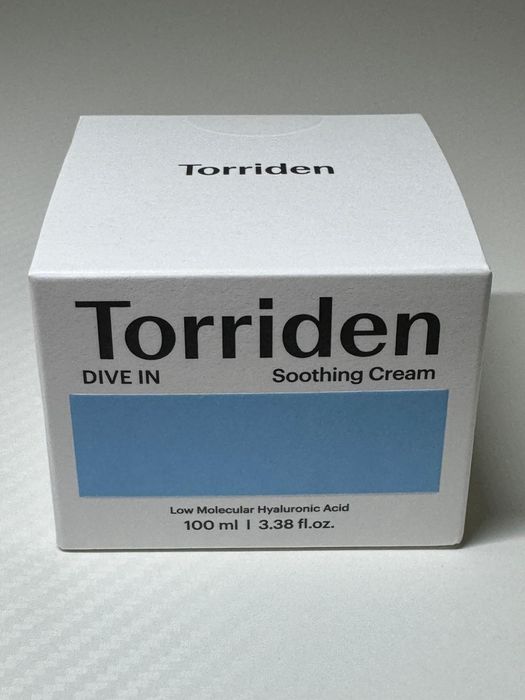 Torriden
Torriden
DIVE IN Soothing Cream
Low Molecular Hyaluronic Acid
100 ml | 3.38 fl.oz.